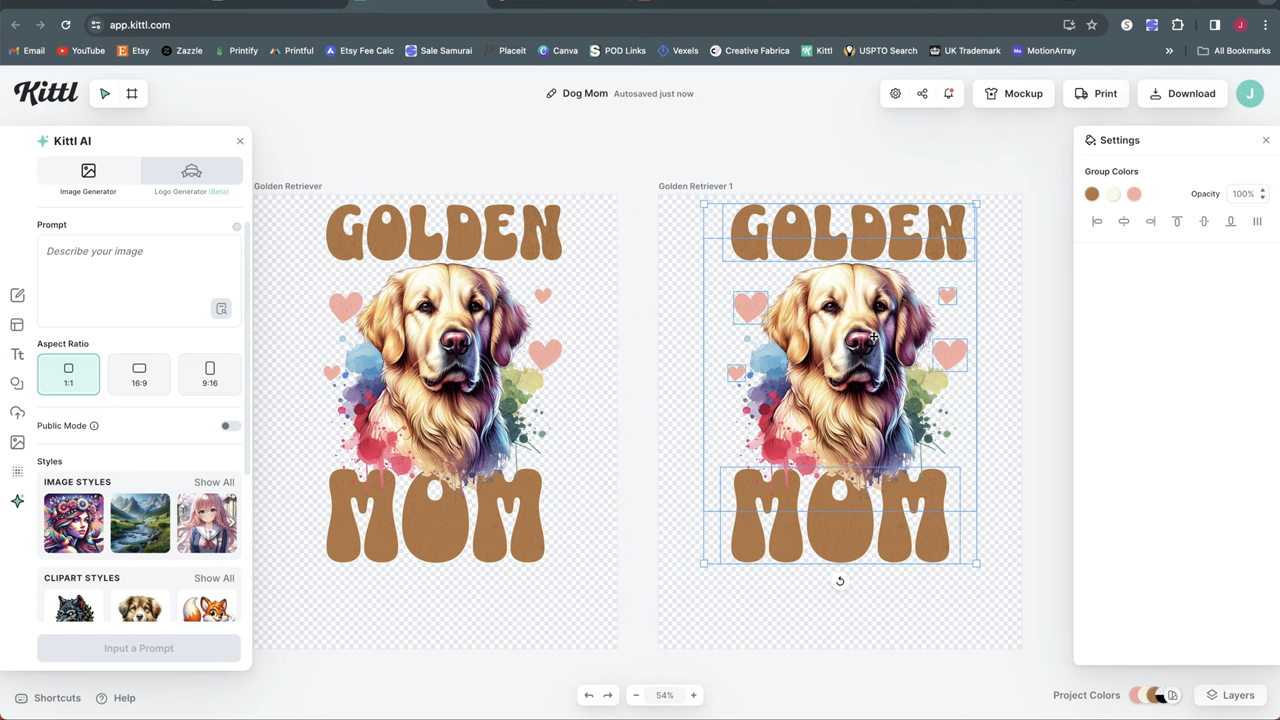 app.kittl.com
Email YouTube Etsy Zazzle Printify Printful Etsy Fee Calc Sale Samurai Placeit Canva POD Links Vexels Creative Fabrica Kittl USPTO Search UK Trademark MotionArray » All Bookmarks
Kittl Dog Mom Autosaved just now Mockup Print Download J
Kittl AI
Image Generator Logo Generator (Beta)
Prompt
Describe your image
Aspect Ratio
1:1 16:9 9:16
Public Mode
Styles
IMAGE STYLES Show All
CLIPART STYLES Show All
Input a Prompt
Golden Retriever
GOLDEN
MOM
Golden Retriever 1
GOLDEN
MOM
Settings
Group Colors
Opacity 100%
Shortcuts Help
54%
Project Colors Layers